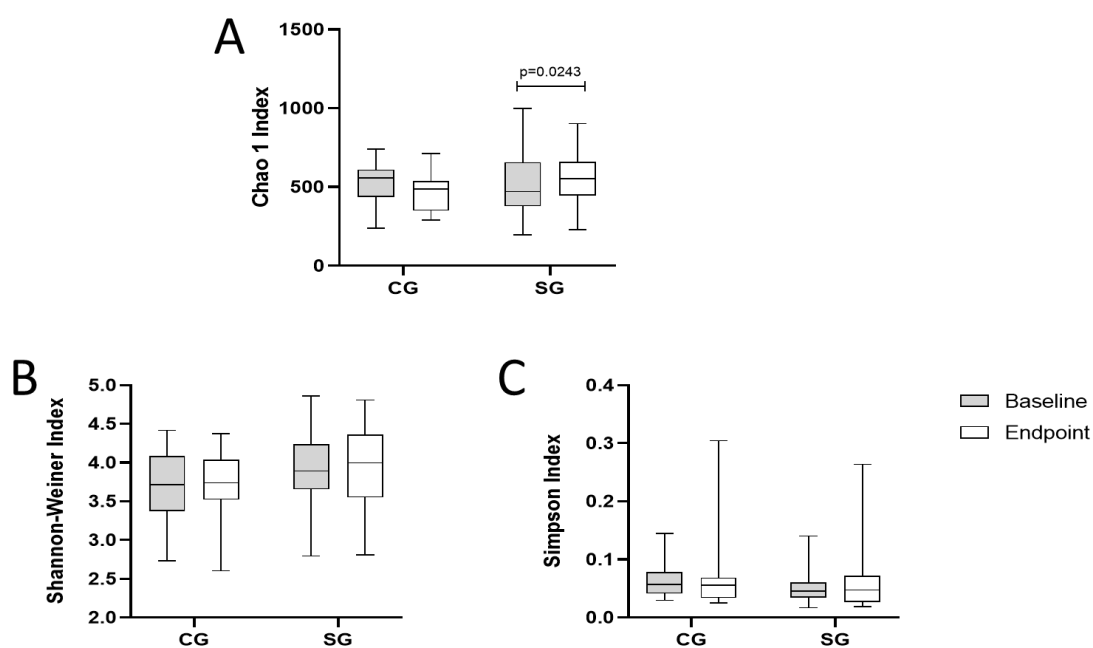 A
Chao 1 Index
1500
1000
500
0
p=0.0243
CG
SG
B
Shannon-Weiner Index
5.0
4.5
4.0
3.5
3.0
2.5
2.0
CG
SG
C
Simpson Index
0.4
0.3
0.2
0.1
0.0
CG
SG
Baseline
Endpoint